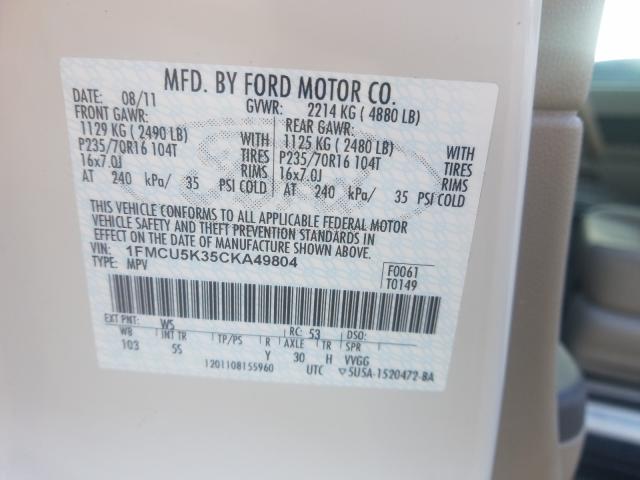 MFD. BY FORD MOTOR CO.
DATE: 08/11 GVWR: 2214 KG ( 4880 LB)
FRONT GAWR: REAR GAWR:
1129 KG ( 2490 LB) WITH 1125 KG ( 2480 LB) WITH
P235/70R16 104T TIRES P235/70R16 104T TIRES
16x7.0J RIMS 16x7.0J RIMS
AT 240 kPa/ 35 PSI COLD AT 240 kPa/ 35 PSI COLD
THIS VEHICLE CONFORMS TO ALL APPLICABLE FEDERAL MOTOR
VEHICLE SAFETY AND THEFT PREVENTION STANDARDS IN
EFFECT ON THE DATE OF MANUFACTURE SHOWN ABOVE.
VIN: 1FMCU5K35CKA49804 F0061
TYPE: MPV T0149
EXT PNT: W5 RC: 53 DSO:
WB INT TR TP/PS R AXLE TR SPR
103 55 Y 30 H VVGG
1201108155960 UTC ▽5U5A-1520472-BA